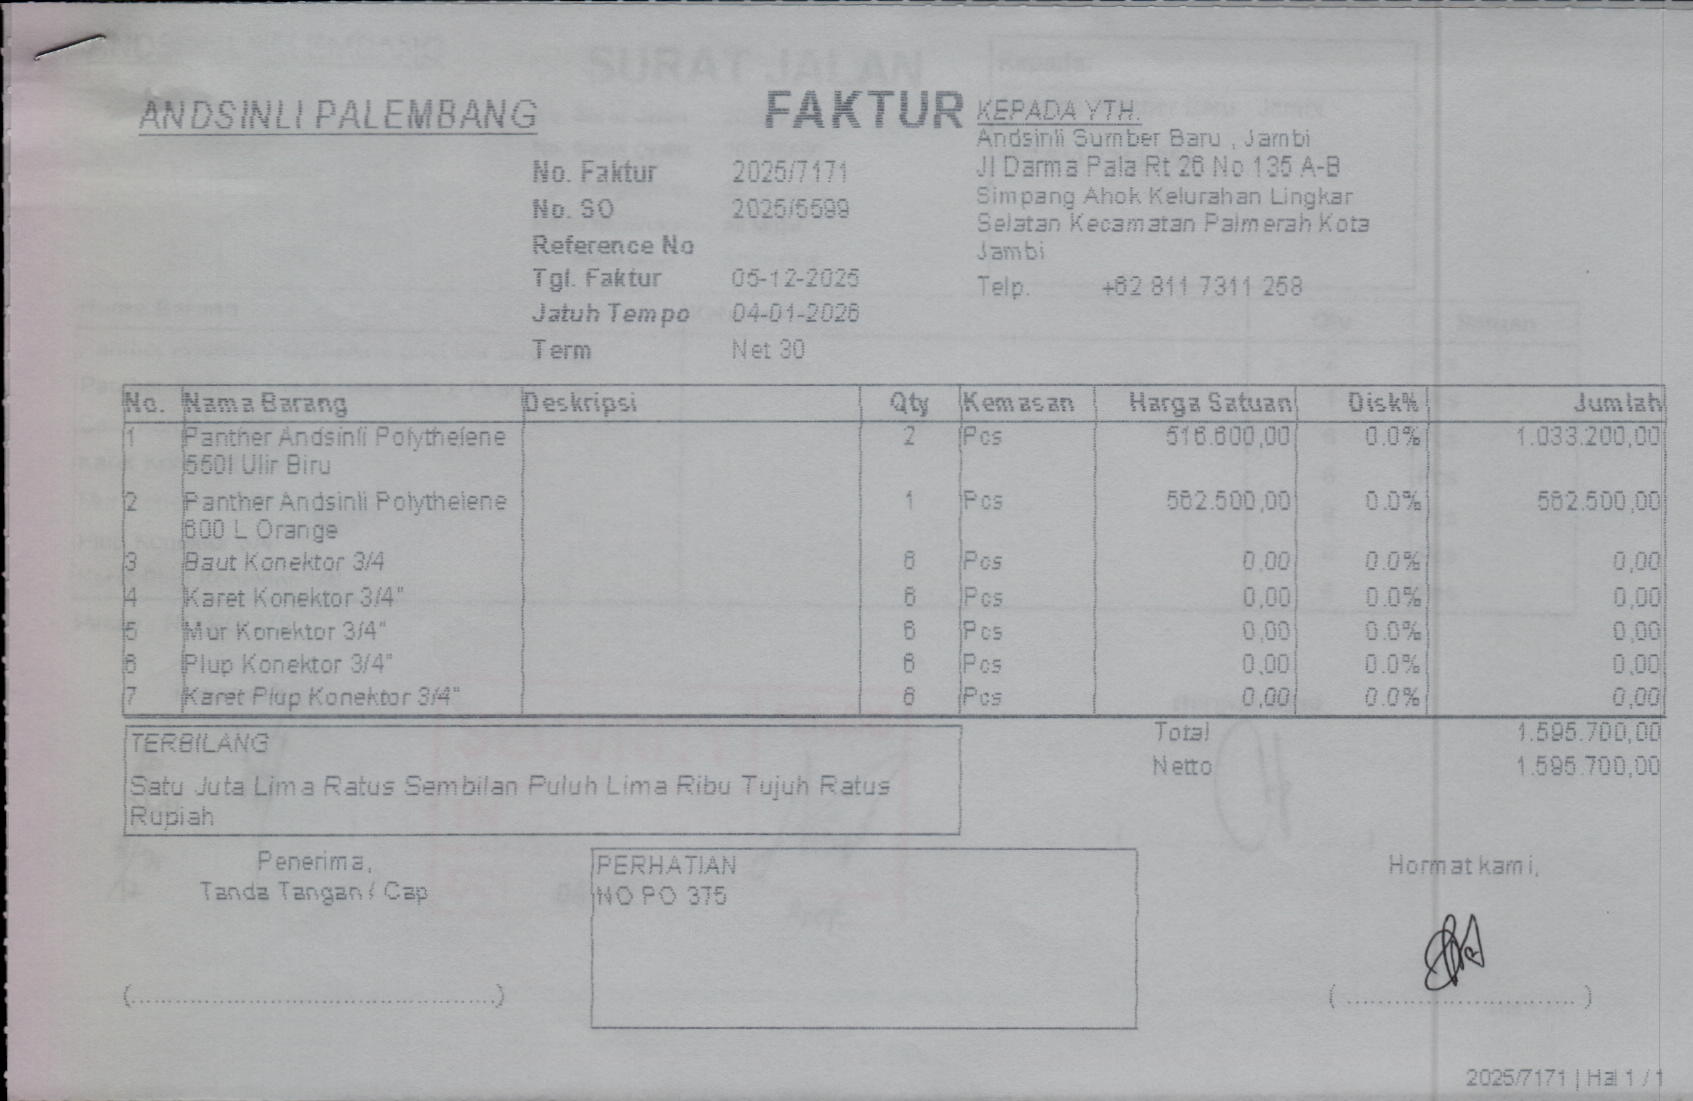 ANDSINLI PALEMBANG
SURAT JALAN
FAKTUR
No. Faktur 2025/7171
No. SO 2025/5599
Reference No
Tgl. Faktur 05-12-2025
Jatuh Tempo 04-01-2026
Term Net 30
KEPADA YTH.
Andsinli Sumber Baru , Jambi
Jl Darma Pala Rt 26 No 135 A-B
Simpang Ahok Kelurahan Lingkar
Selatan Kecamatan Palmerah Kota
Jambi
Telp. +62 811 7311 258
No. Nama Barang Deskripsi Qty Kemasan Harga Satuan Disk% Jumlah
1 Panther Andsinli Polythelene 2 Pcs 516.600,00 0.0% 1.033.200,00
550l Ulir Biru
2 Panther Andsinli Polythelene 1 Pcs 562.500,00 0.0% 562.500,00
600 L Orange
3 Baut Konektor 3/4 6 Pcs 0,00 0.0% 0,00
4 Karet Konektor 3/4" 6 Pcs 0,00 0.0% 0,00
5 Mur Konektor 3/4" 6 Pcs 0,00 0.0% 0,00
6 Plup Konektor 3/4" 6 Pcs 0,00 0.0% 0,00
7 Karet Plup Konektor 3/4" 6 Pcs 0,00 0.0% 0,00
Total 1.595.700,00
Netto 1.595.700,00
TERBILANG
Satu Juta Lima Ratus Sembilan Puluh Lima Ribu Tujuh Ratus
Rupiah
Penerima,
Tanda Tangan / Cap
PERHATIAN
NO PO 375
Hormat kami,
2025/7171 | Hal 1 / 1